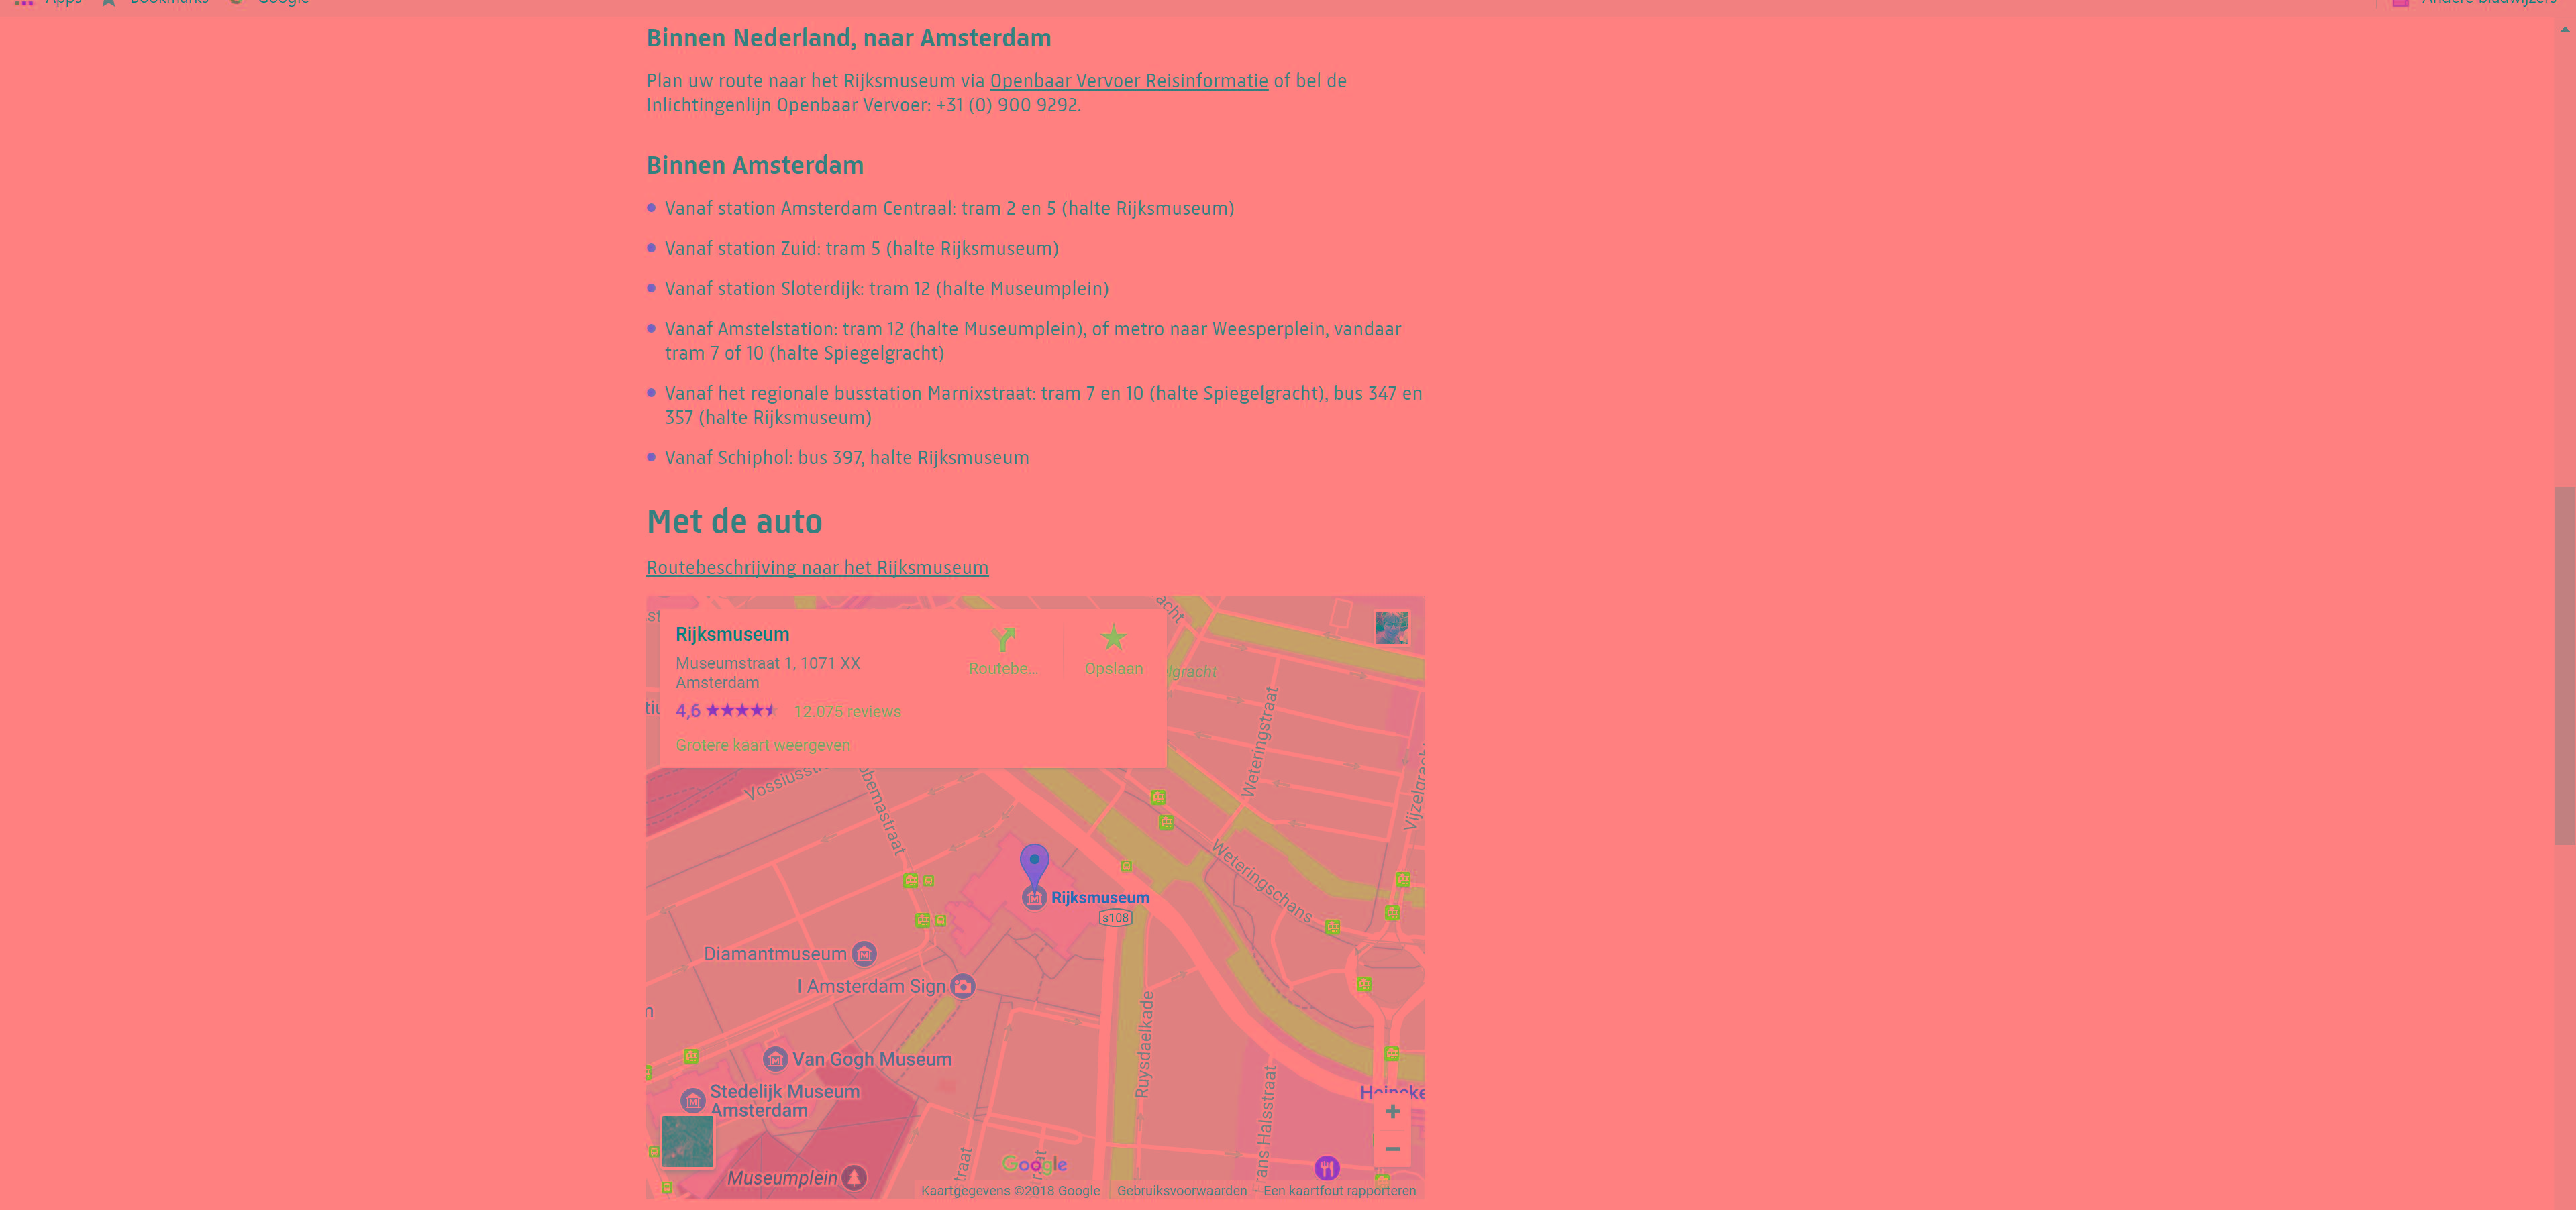 Apps Bookmarks Google Andere bladwijzers
Binnen Nederland, naar Amsterdam
Plan uw route naar het Rijksmuseum via Openbaar Vervoer Reisinformatie of bel de
Inlichtingenlijn Openbaar Vervoer: +31 (0) 900 9292.
Binnen Amsterdam
Vanaf station Amsterdam Centraal: tram 2 en 5 (halte Rijksmuseum)
Vanaf station Zuid: tram 5 (halte Rijksmuseum)
Vanaf station Sloterdijk: tram 12 (halte Museumplein)
Vanaf Amstelstation: tram 12 (halte Museumplein), of metro naar Weesperplein, vandaar
tram 7 of 10 (halte Spiegelgracht)
Vanaf het regionale busstation Marnixstraat: tram 7 en 10 (halte Spiegelgracht), bus 347 en
357 (halte Rijksmuseum)
Vanaf Schiphol: bus 397, halte Rijksmuseum
Met de auto
Routebeschrijving naar het Rijksmuseum
Rijksmuseum
Museumstraat 1, 1071 XX
Amsterdam
4,6
12.075 reviews
Grotere kaart weergeven
Routebe...
Opslaan
acht
lgracht
Weteringstraat
Vijzelgrach
Vossiusstr
obbemastraat
Weteringschans
Rijksmuseum
s108
Diamantmuseum
I Amsterdam Sign
Van Gogh Museum
Ruysdaelkade
Stedelijk Museum
Amsterdam
Heineke
rans Halsstraat
Museumplein
traat
Google
Kaartgegevens ©2018 Google
Gebruiksvoorwaarden
Een kaartfout rapporteren